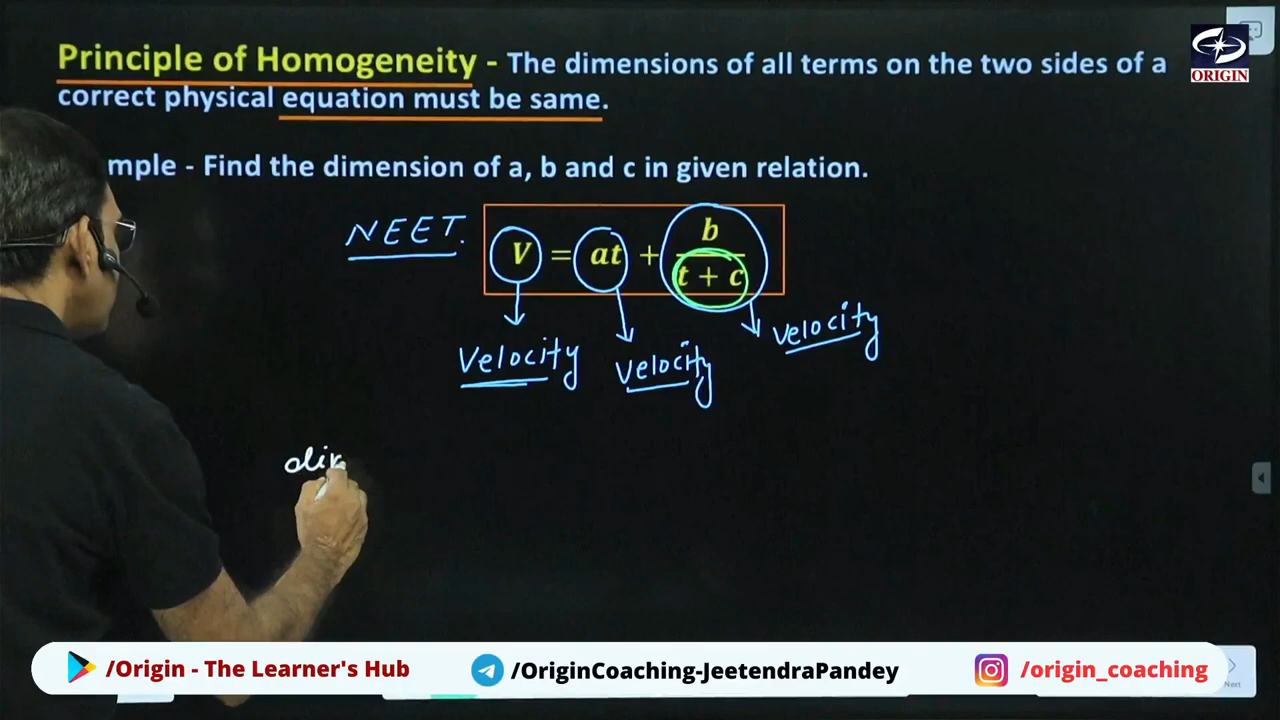 Principle of Homogeneity - The dimensions of all terms on the two sides of a
correct physical equation must be same.
ORIGIN
mple - Find the dimension of a, b and c in given relation.
NEET.
V = at + b / t + c
velocity
velocity
velocity
dim
/Origin - The Learner's Hub
/OriginCoaching-JeetendraPandey
/origin_coaching
Next